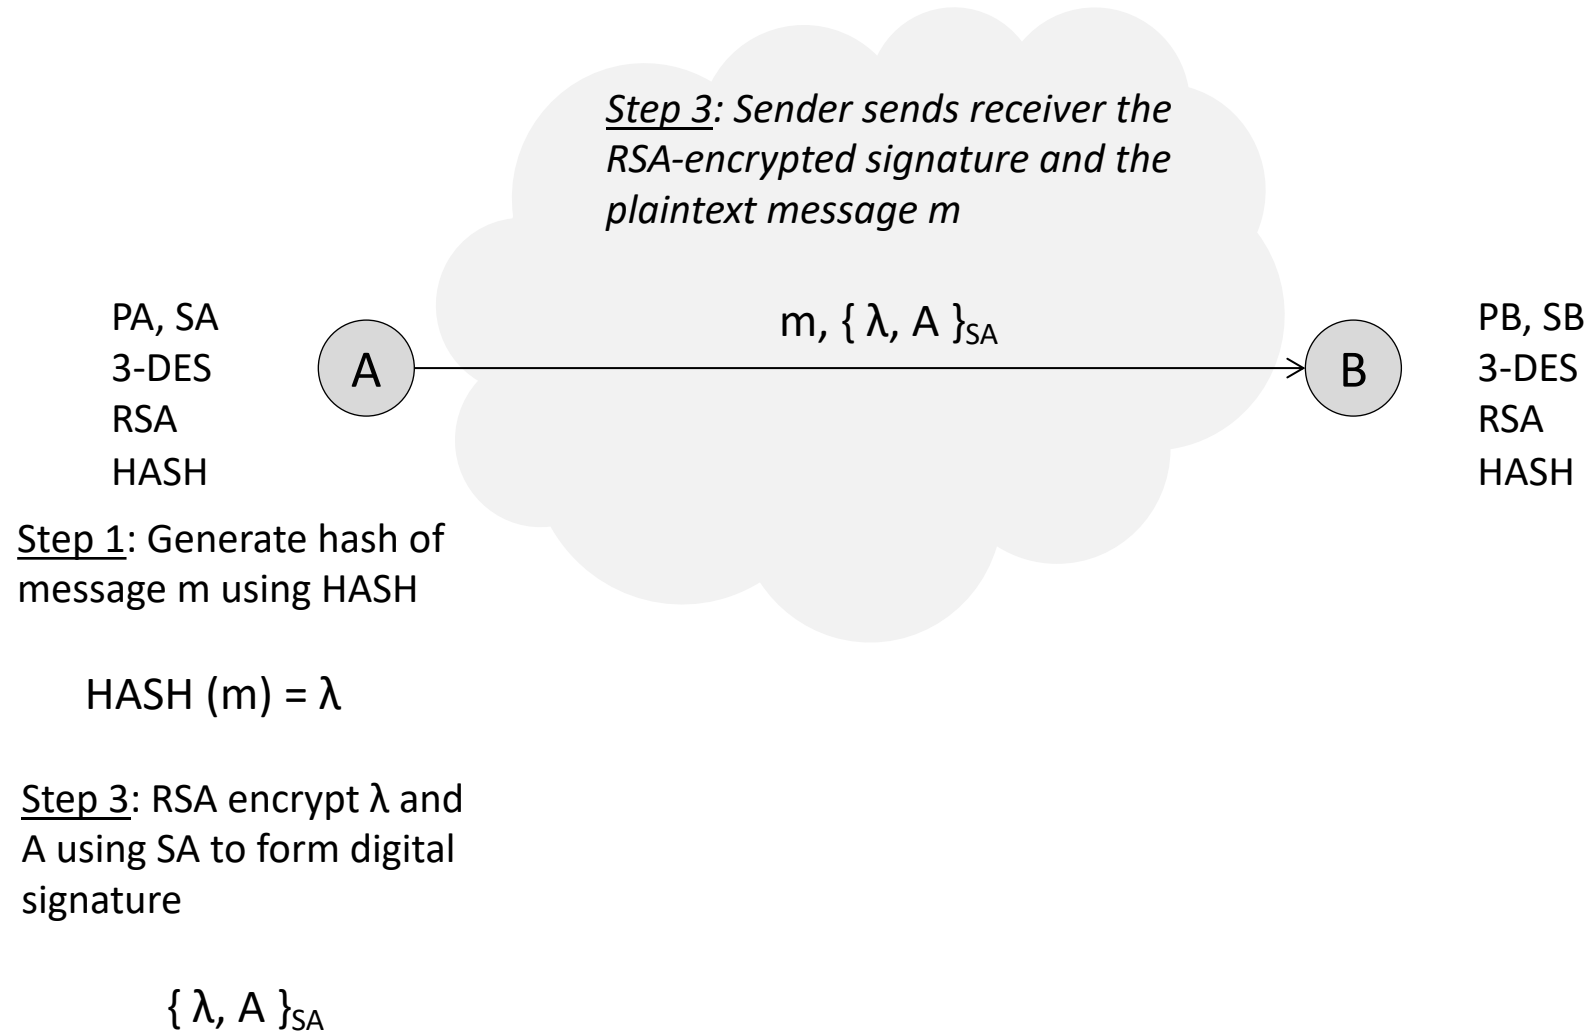 Step 3: Sender sends receiver the
RSA-encrypted signature and the
plaintext message m
PA, SA
3-DES
RSA
HASH
A
m, { λ, A }SA
B
PB, SB
3-DES
RSA
HASH
Step 1: Generate hash of
message m using HASH
HASH (m) = λ
Step 3: RSA encrypt λ and
A using SA to form digital
signature
{ λ, A }SA